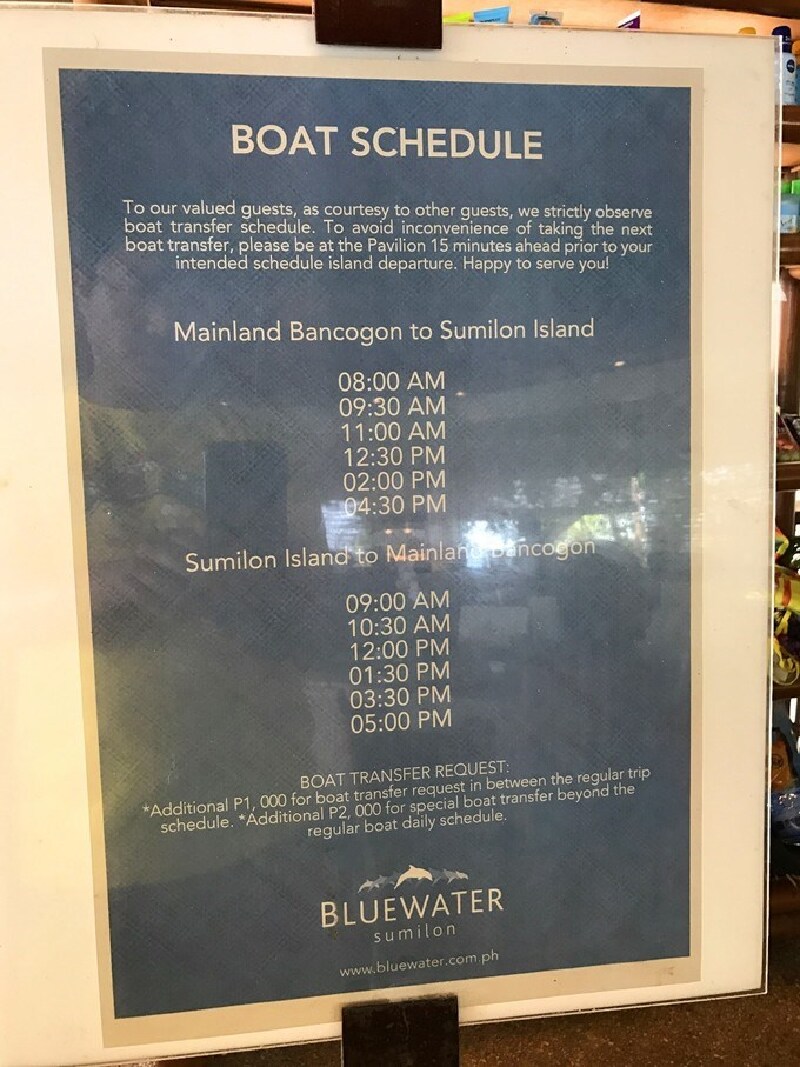 BOAT SCHEDULE
To our valued guests, as courtesy to other guests, we strictly observe
boat transfer schedule. To avoid inconvenience of taking the next
boat transfer, please be at the Pavilion 15 minutes ahead prior to your
intended schedule island departure. Happy to serve you!
Mainland Bancogon to Sumilon Island
08:00 AM
09:30 AM
11:00 AM
12:30 PM
02:00 PM
04:30 PM
Sumilon Island to Mainland Bancogon
09:00 AM
10:30 AM
12:00 PM
01:30 PM
03:30 PM
05:00 PM
BOAT TRANSFER REQUEST:
*Additional P1, 000 for boat transfer request in between the regular trip
schedule. *Additional P2, 000 for special boat transfer beyond the
regular boat daily schedule.
BLUEWATER
sumilon
www.bluewater.com.ph